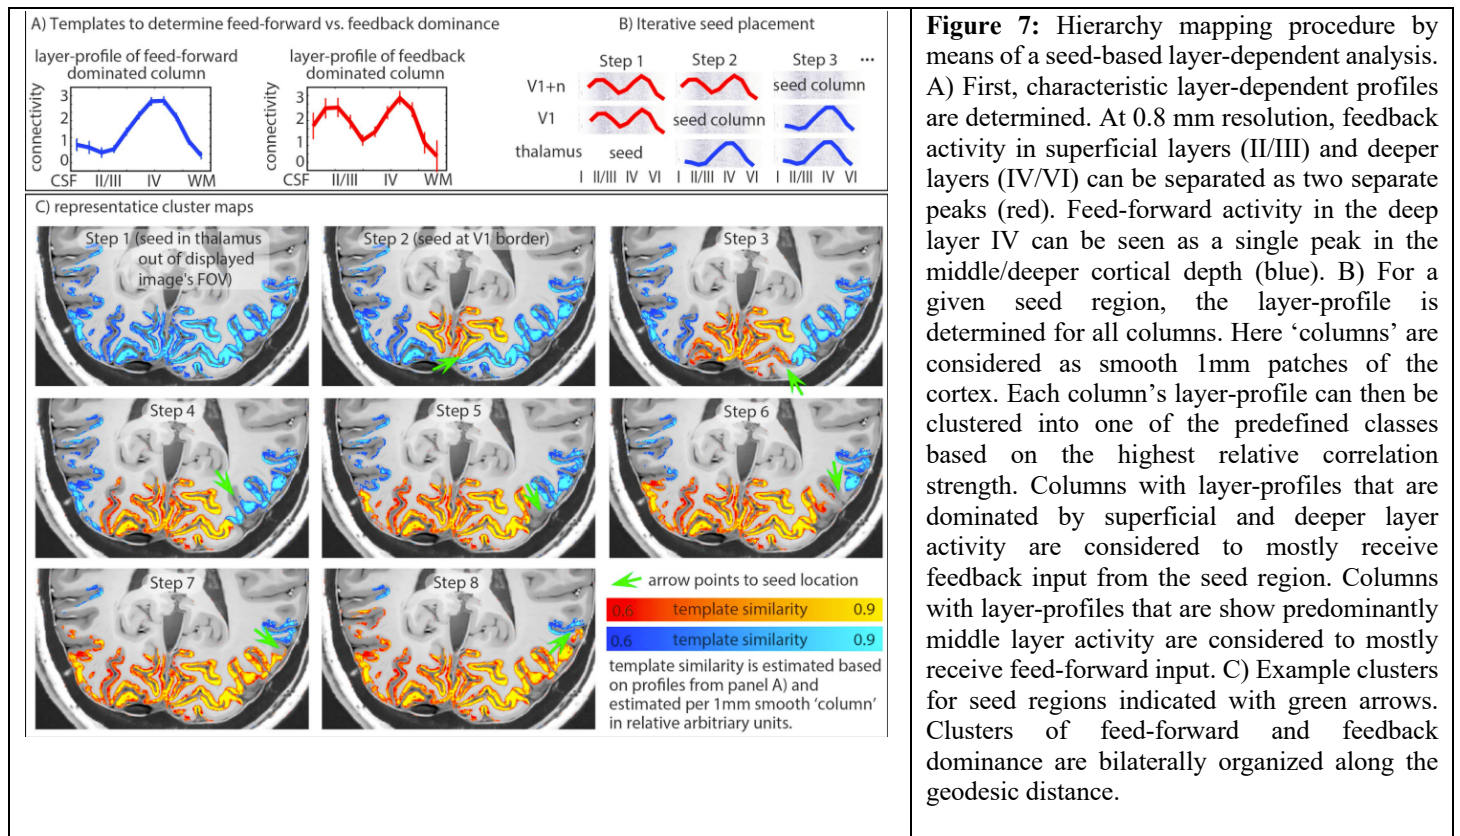 A) Templates to determine feed-forward vs. feedback dominance
layer-profile of feed-forward
dominated column
connectivity
3
2
1
0
CSF II/III IV WM
layer-profile of feedback
dominated column
connectivity
3
2
1
0
CSF II/III IV WM
B) Iterative seed placement
Step 1 Step 2 Step 3 ...
V1+n seed column
V1 seed column
thalamus seed
I II/III IV VI I II/III IV VI I II/III IV VI
C) representatice cluster maps
Step 1 (seed in thalamus
out of displayed
image's FOV)
Step 2 (seed at V1 border)
Step 3
Step 4
Step 5
Step 6
Step 7
Step 8
arrow points to seed location
0.6 template similarity 0.9
0.6 template similarity 0.9
template similarity is estimated based
on profiles from panel A) and
estimated per 1mm smooth ‘column’
in relative arbitriary units.
Figure 7: Hierarchy mapping procedure by
means of a seed-based layer-dependent analysis.
A) First, characteristic layer-dependent profiles
are determined. At 0.8 mm resolution, feedback
activity in superficial layers (II/III) and deeper
layers (IV/VI) can be separated as two separate
peaks (red). Feed-forward activity in the deep
layer IV can be seen as a single peak in the
middle/deeper cortical depth (blue). B) For a
given seed region, the layer-profile is
determined for all columns. Here ‘columns’ are
considered as smooth 1mm patches of the
cortex. Each column’s layer-profile can then be
clustered into one of the predefined classes
based on the highest relative correlation
strength. Columns with layer-profiles that are
dominated by superficial and deeper layer
activity are considered to mostly receive
feedback input from the seed region. Columns
with layer-profiles that are show predominantly
middle layer activity are considered to mostly
receive feed-forward input. C) Example clusters
for seed regions indicated with green arrows.
Clusters of feed-forward and feedback
dominance are bilaterally organized along the
geodesic distance.